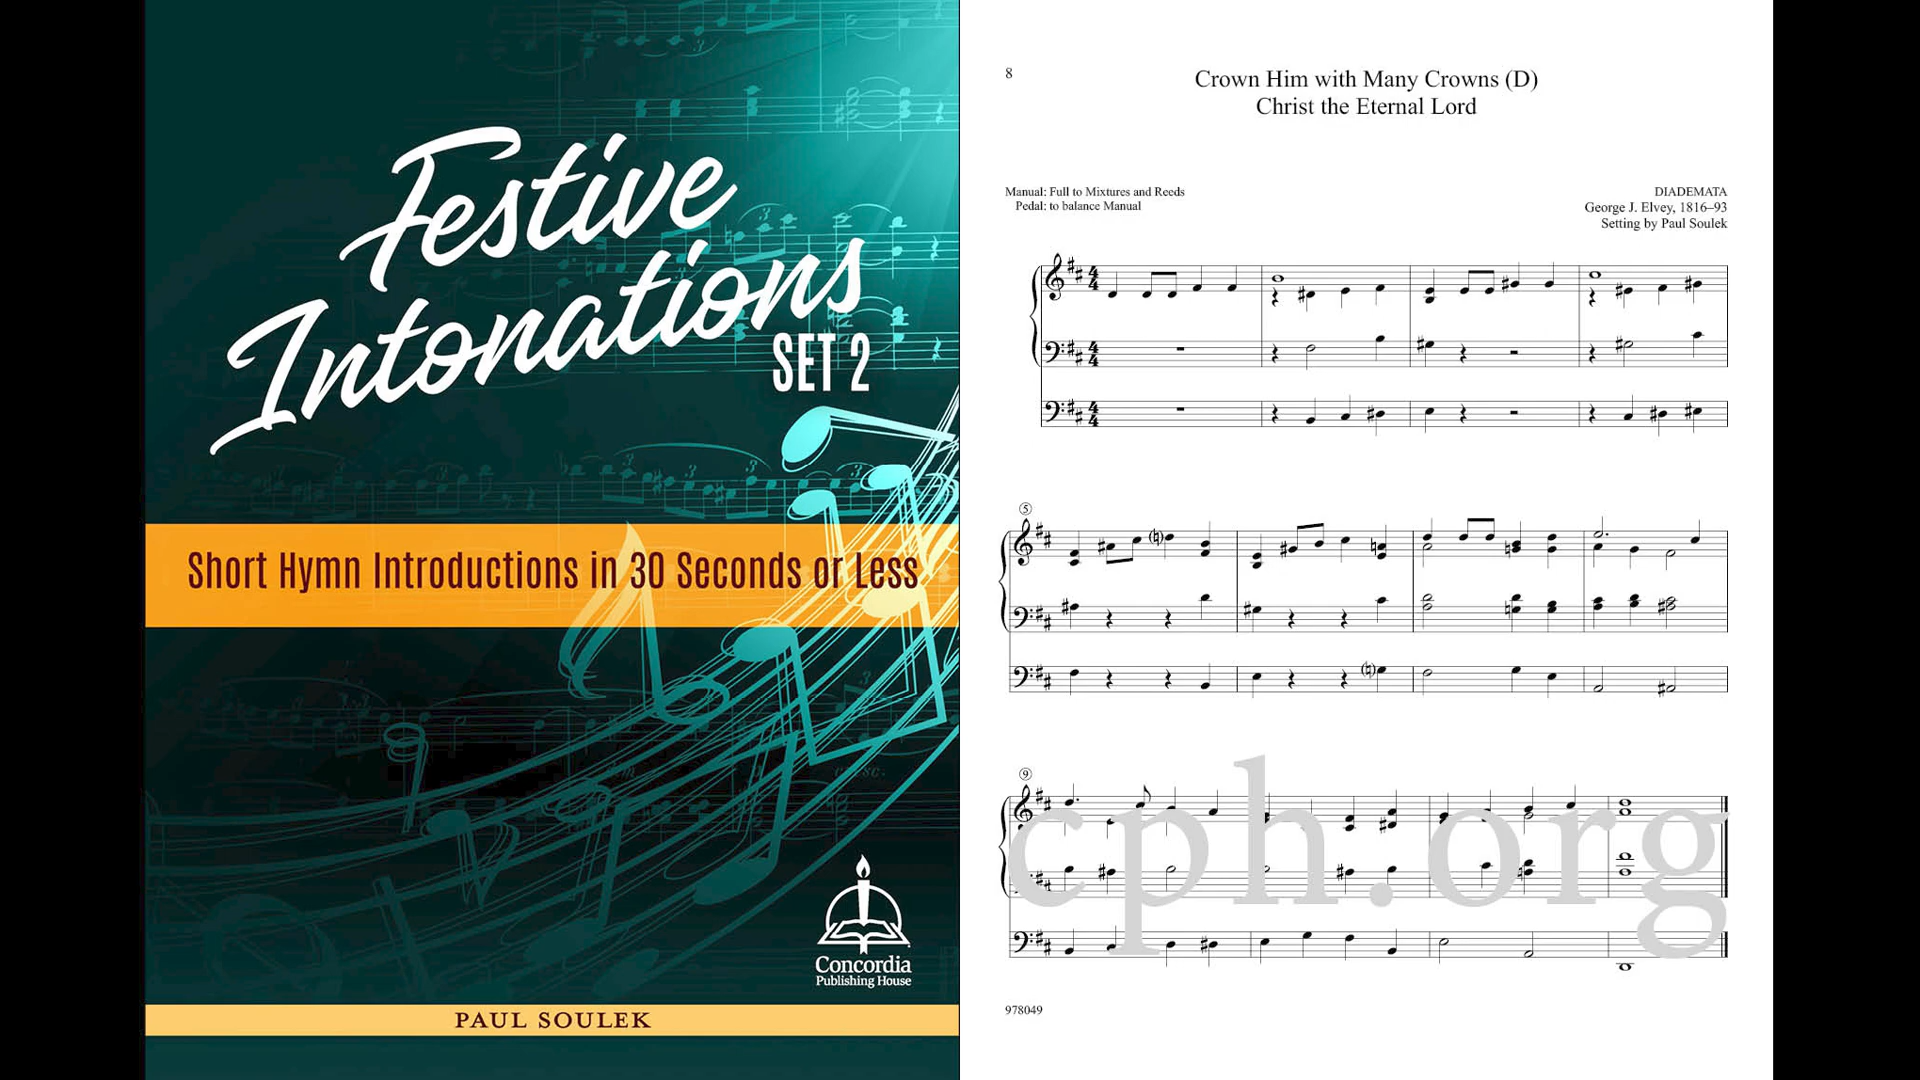 Festive
Intonations
SET 2
Short Hymn Introductions in 30 Seconds or Less
Concordia
Publishing House
PAUL SOULEK
8
Crown Him with Many Crowns (D)
Christ the Eternal Lord
Manual: Full to Mixtures and Reeds
Pedal: to balance Manual
DIADEMATA
George J. Elvey, 1816–93
Setting by Paul Soulek
5
9
cph.org
978049